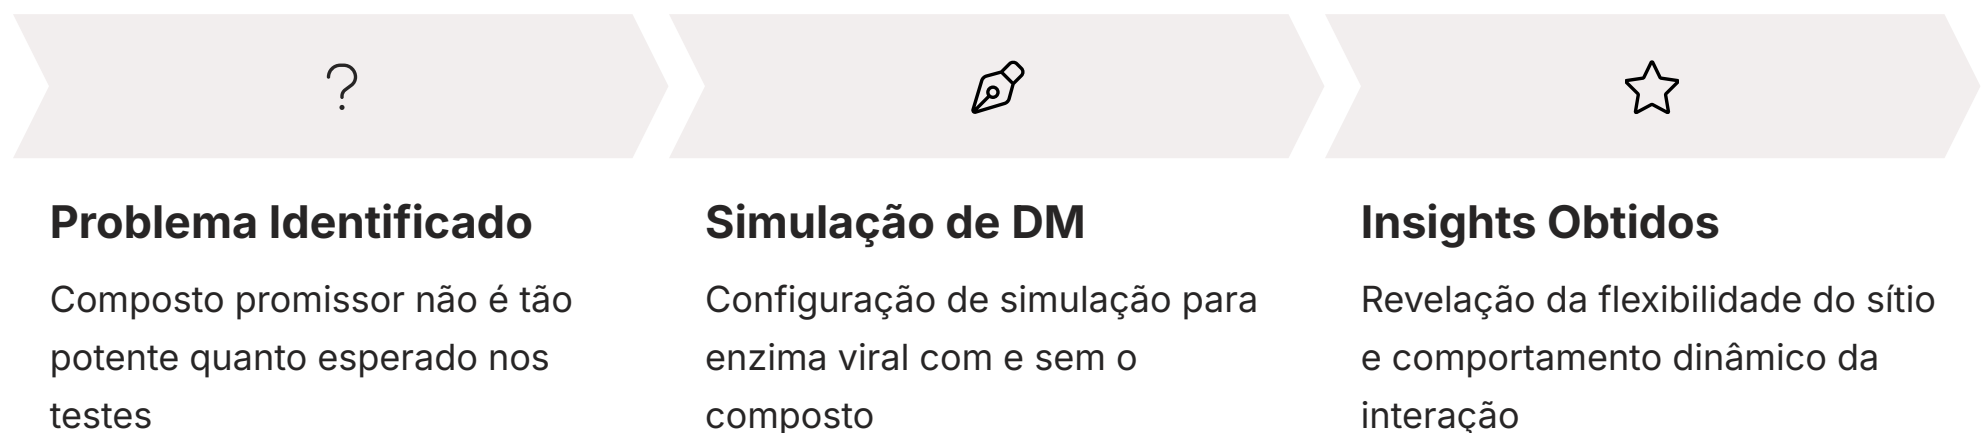 Problema Identificado
Composto promissor não é tão
potente quanto esperado nos
testes
Simulação de DM
Configuração de simulação para
enzima viral com e sem o
composto
Insights Obtidos
Revelação da flexibilidade do sítio
e comportamento dinâmico da
interação